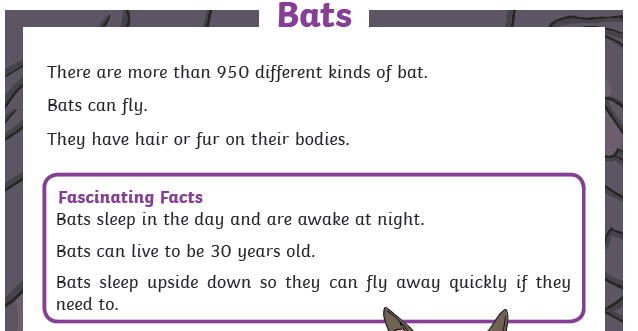 Bats
There are more than 950 different kinds of bat.
Bats can fly.
They have hair or fur on their bodies.
Fascinating Facts
Bats sleep in the day and are awake at night.
Bats can live to be 30 years old.
Bats sleep upside down so they can fly away quickly if they
need to.